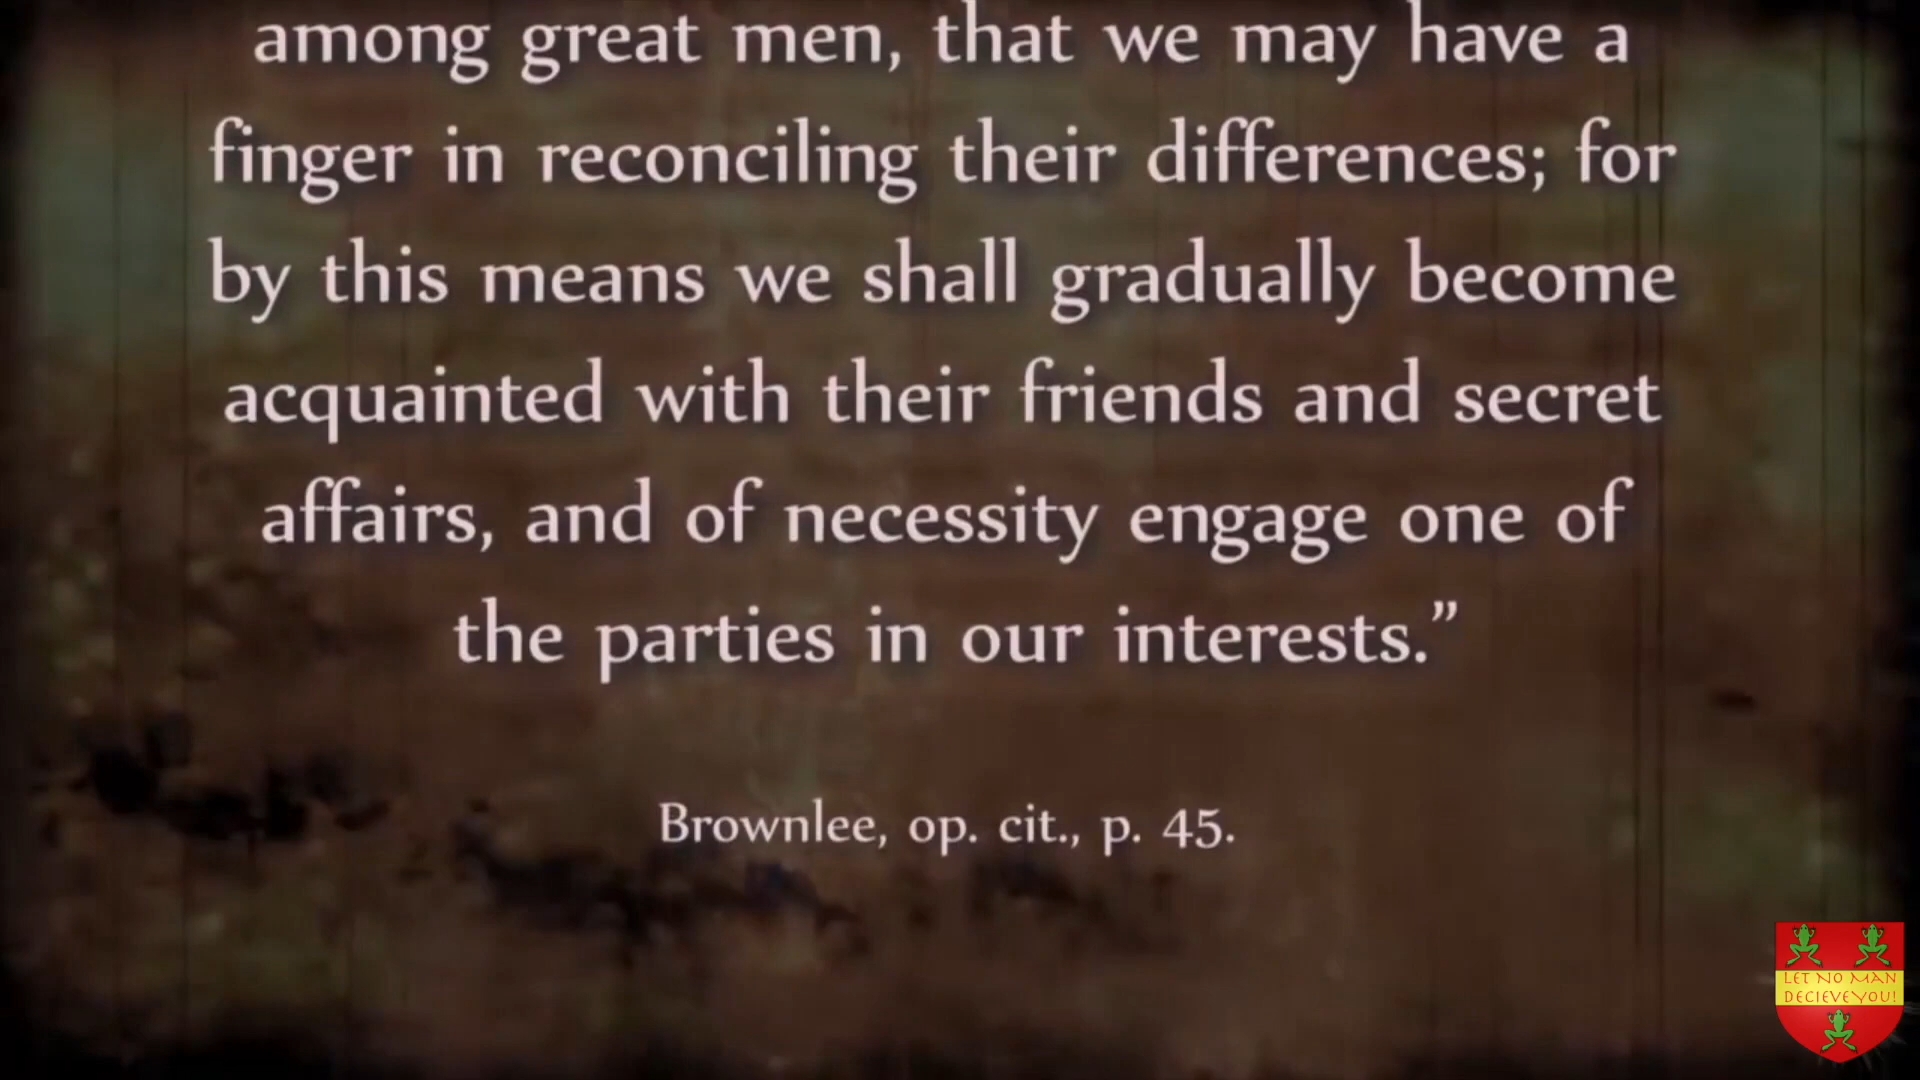 among great men, that we may have a
finger in reconciling their differences; for
by this means we shall gradually become
acquainted with their friends and secret
affairs, and of necessity engage one of
the parties in our interests.”
Brownlee, op. cit., p. 45.
LET NO MAN
DECIEVE YOU!